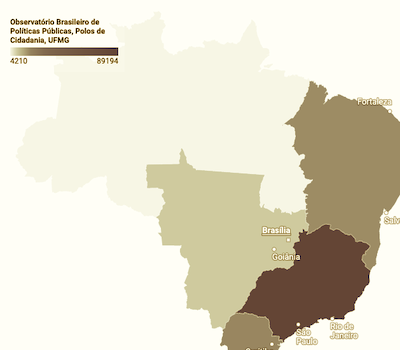 Observatório Brasileiro de
Políticas Públicas, Polos de
Cidadania, UFMG
4210 89194
Fortaleza
Salv
Brasília
Goiânia
São
Paulo
Rio de
Janeiro